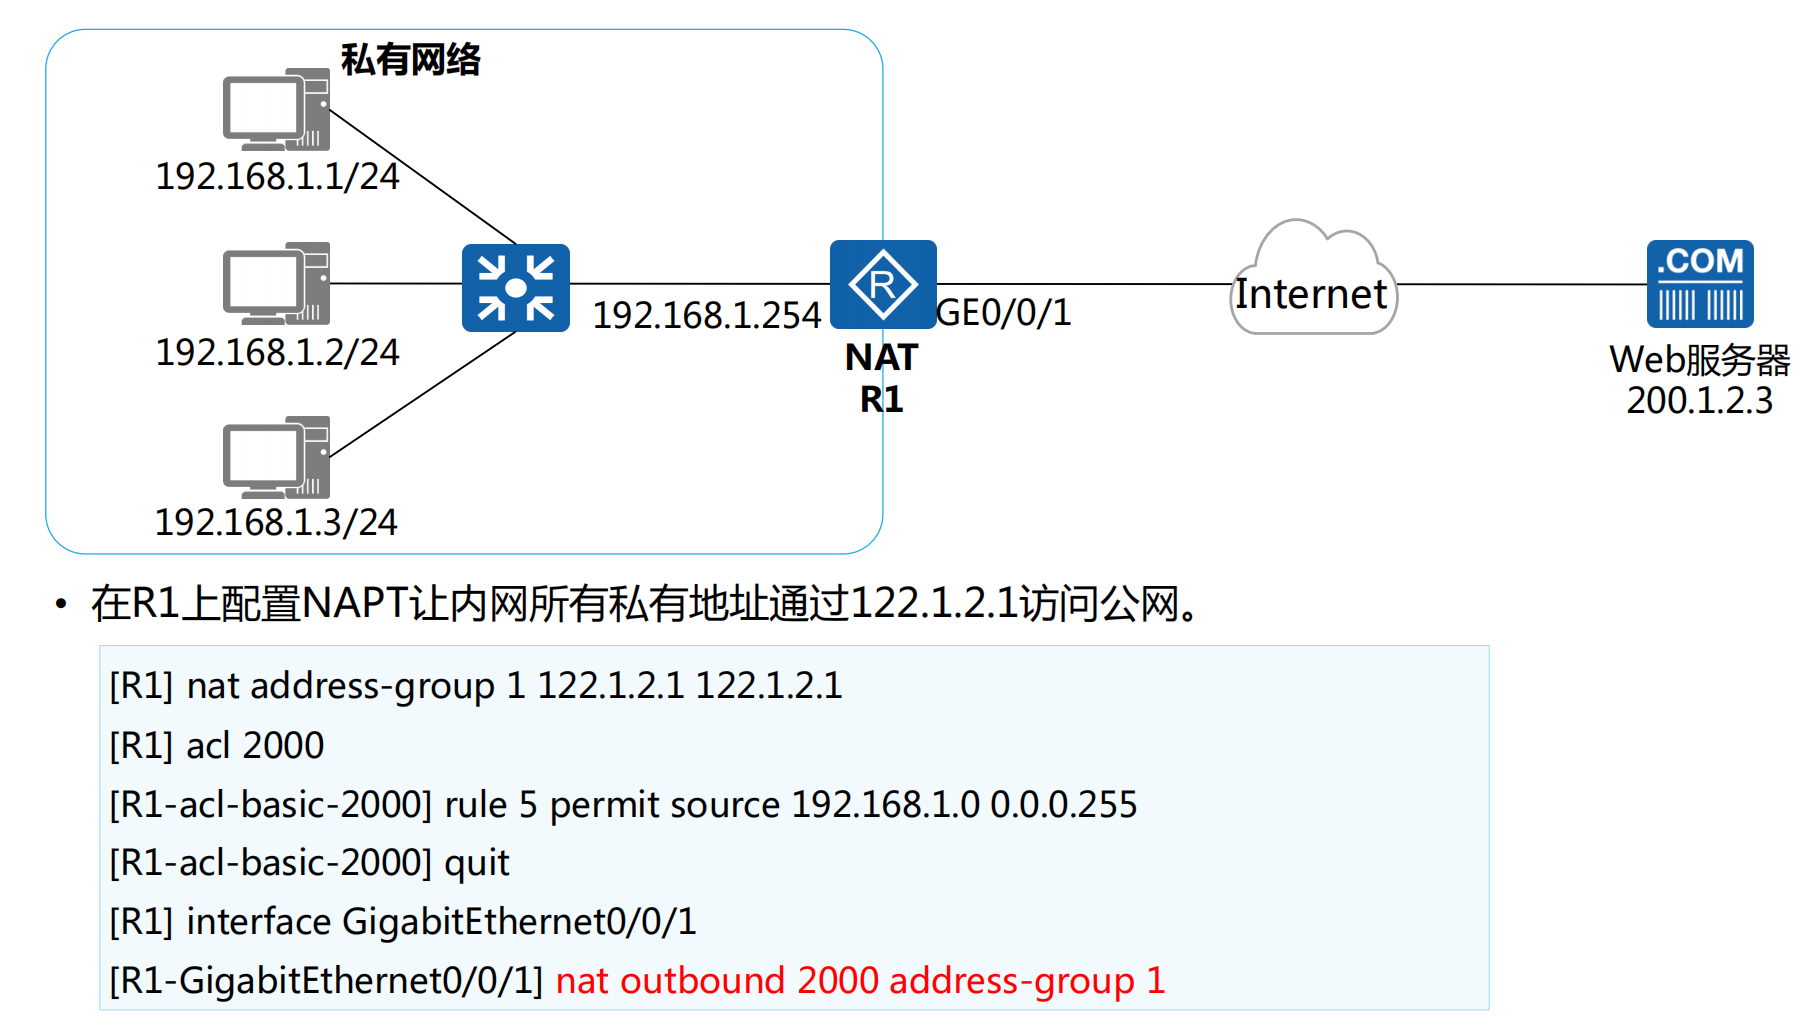 私有网络
192.168.1.1/24
192.168.1.2/24
192.168.1.3/24
192.168.1.254
R
GE0/0/1
NAT
R1
Internet
.COM
Web服务器
200.1.2.3
• 在R1上配置NAPT让内网所有私有地址通过122.1.2.1访问公网。
[R1] nat address-group 1 122.1.2.1 122.1.2.1
[R1] acl 2000
[R1-acl-basic-2000] rule 5 permit source 192.168.1.0 0.0.0.255
[R1-acl-basic-2000] quit
[R1] interface GigabitEthernet0/0/1
[R1-GigabitEthernet0/0/1] nat outbound 2000 address-group 1